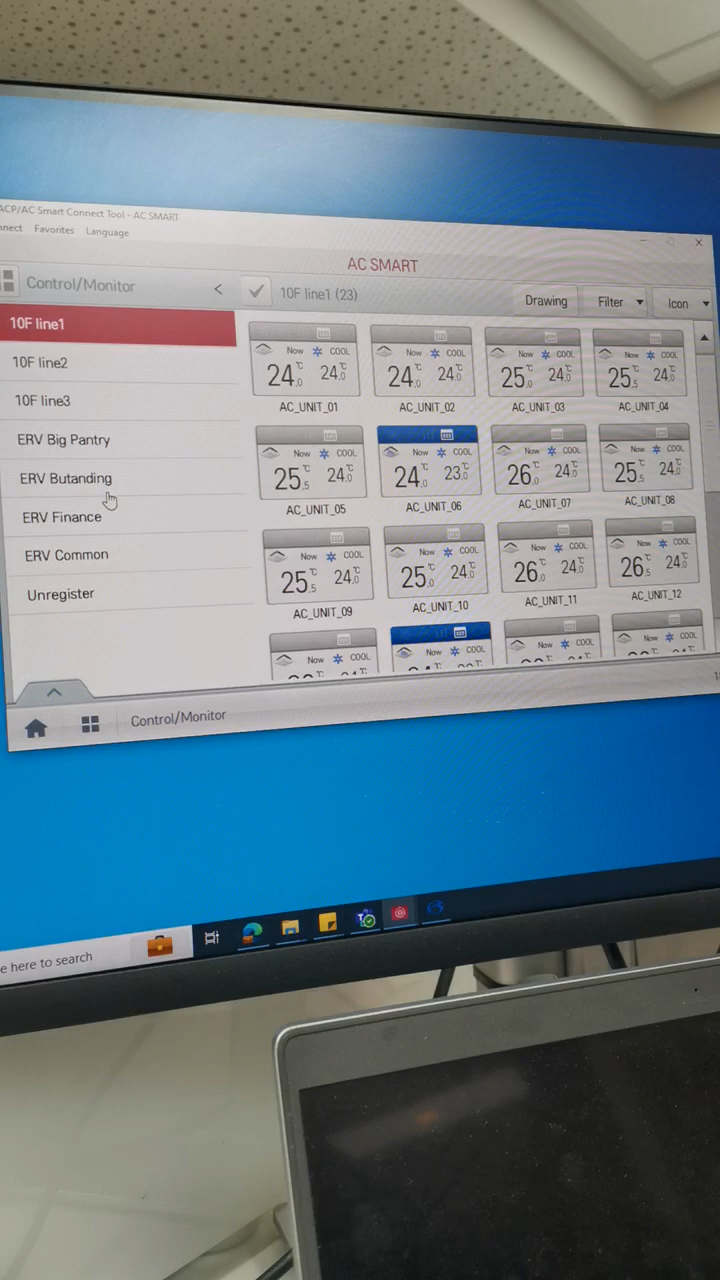 ACP/AC Smart Connect Tool - AC SMART
nnect Favorites Language
AC SMART
Control/Monitor < 10F line1 (23) Drawing Filter Icon
10F line1
10F line2
10F line3
ERV Big Pantry
ERV Butanding
ERV Finance
ERV Common
Unregister
Now COOL Now COOL Now COOL Now COOL
24.0°C 24.0°C 24.0°C 24.0°C 25.0°C 24.0°C 25.5°C 24.0°C
AC_UNIT_01 AC_UNIT_02 AC_UNIT_03 AC_UNIT_04
Now COOL Now COOL Now COOL Now COOL
25.5°C 24.0°C 24.0°C 23.0°C 26.0°C 24.0°C 25.5°C 24.0°C
AC_UNIT_05 AC_UNIT_06 AC_UNIT_07 AC_UNIT_08
Now COOL Now COOL Now COOL Now COOL
25.5°C 24.0°C 25.0°C 24.0°C 26.0°C 24.0°C 26.5°C 24.0°C
AC_UNIT_09 AC_UNIT_10 AC_UNIT_11 AC_UNIT_12
Now COOL Now COOL Now COOL Now COOL
Control/Monitor
e here to search